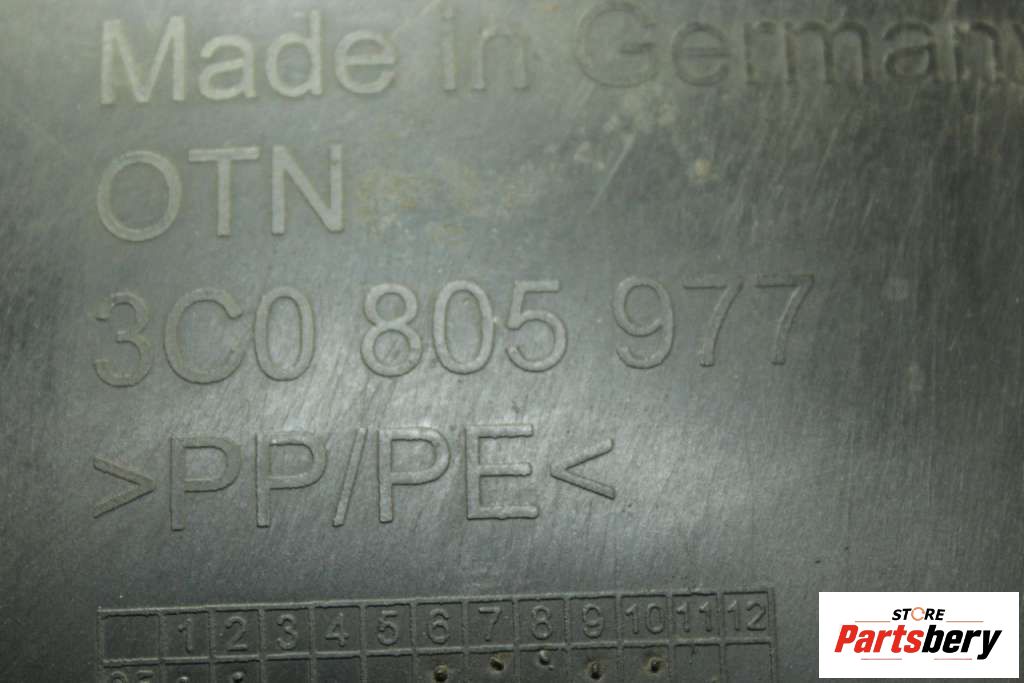 Made in Germany
OTN
3C0 805 977
>PP/PE<
1 2 3 4 5 6 7 8 9 10 11 12
STORE
Partsbery